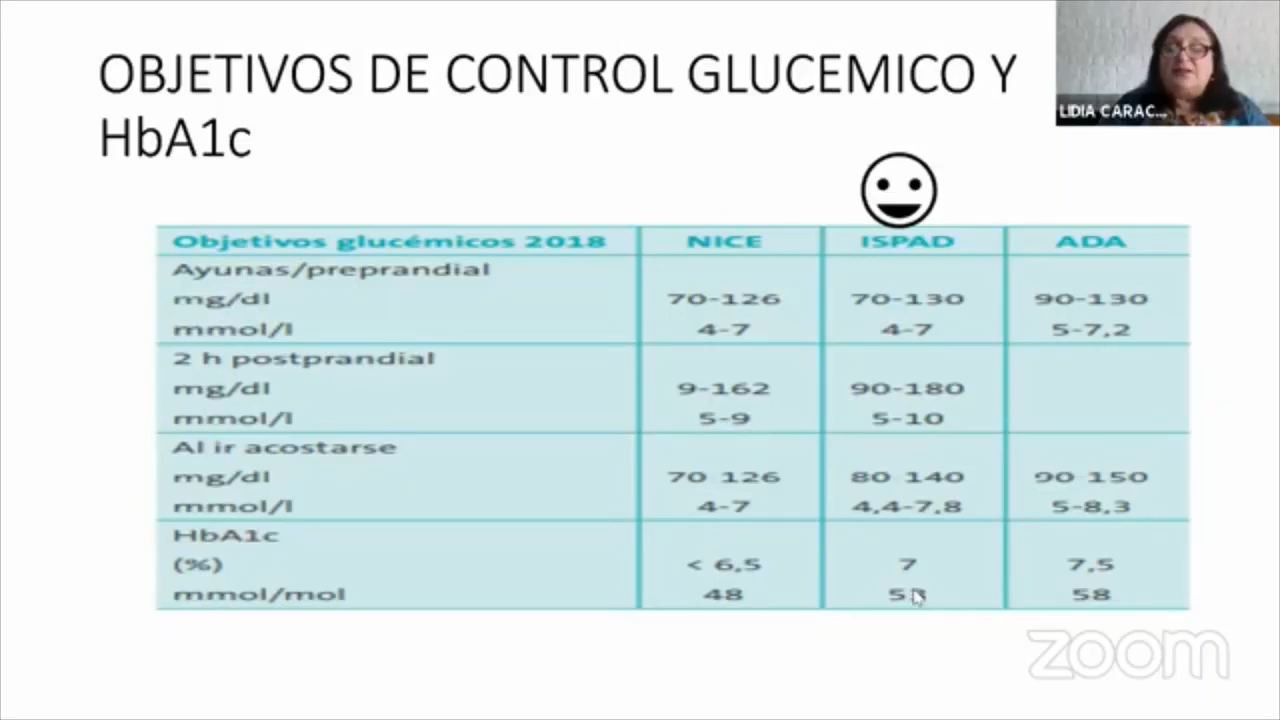 OBJETIVOS DE CONTROL GLUCEMICO Y
HbA1c
LIDIA CARAC...
Objetivos glucémicos 2018 NICE ISPAD ADA
Ayunas/preprandial
mg/dl 70-126 70-130 90-130
mmol/l 4-7 4-7 5-7,2
2 h postprandial
mg/dl 9-162 90-180
mmol/l 5-9 5-10
Al ir acostarse
mg/dl 70 126 80 140 90 150
mmol/l 4-7 4,4-7,8 5-8,3
HbA1c
(%) < 6,5 7 7,5
mmol/mol 48 58
zoom